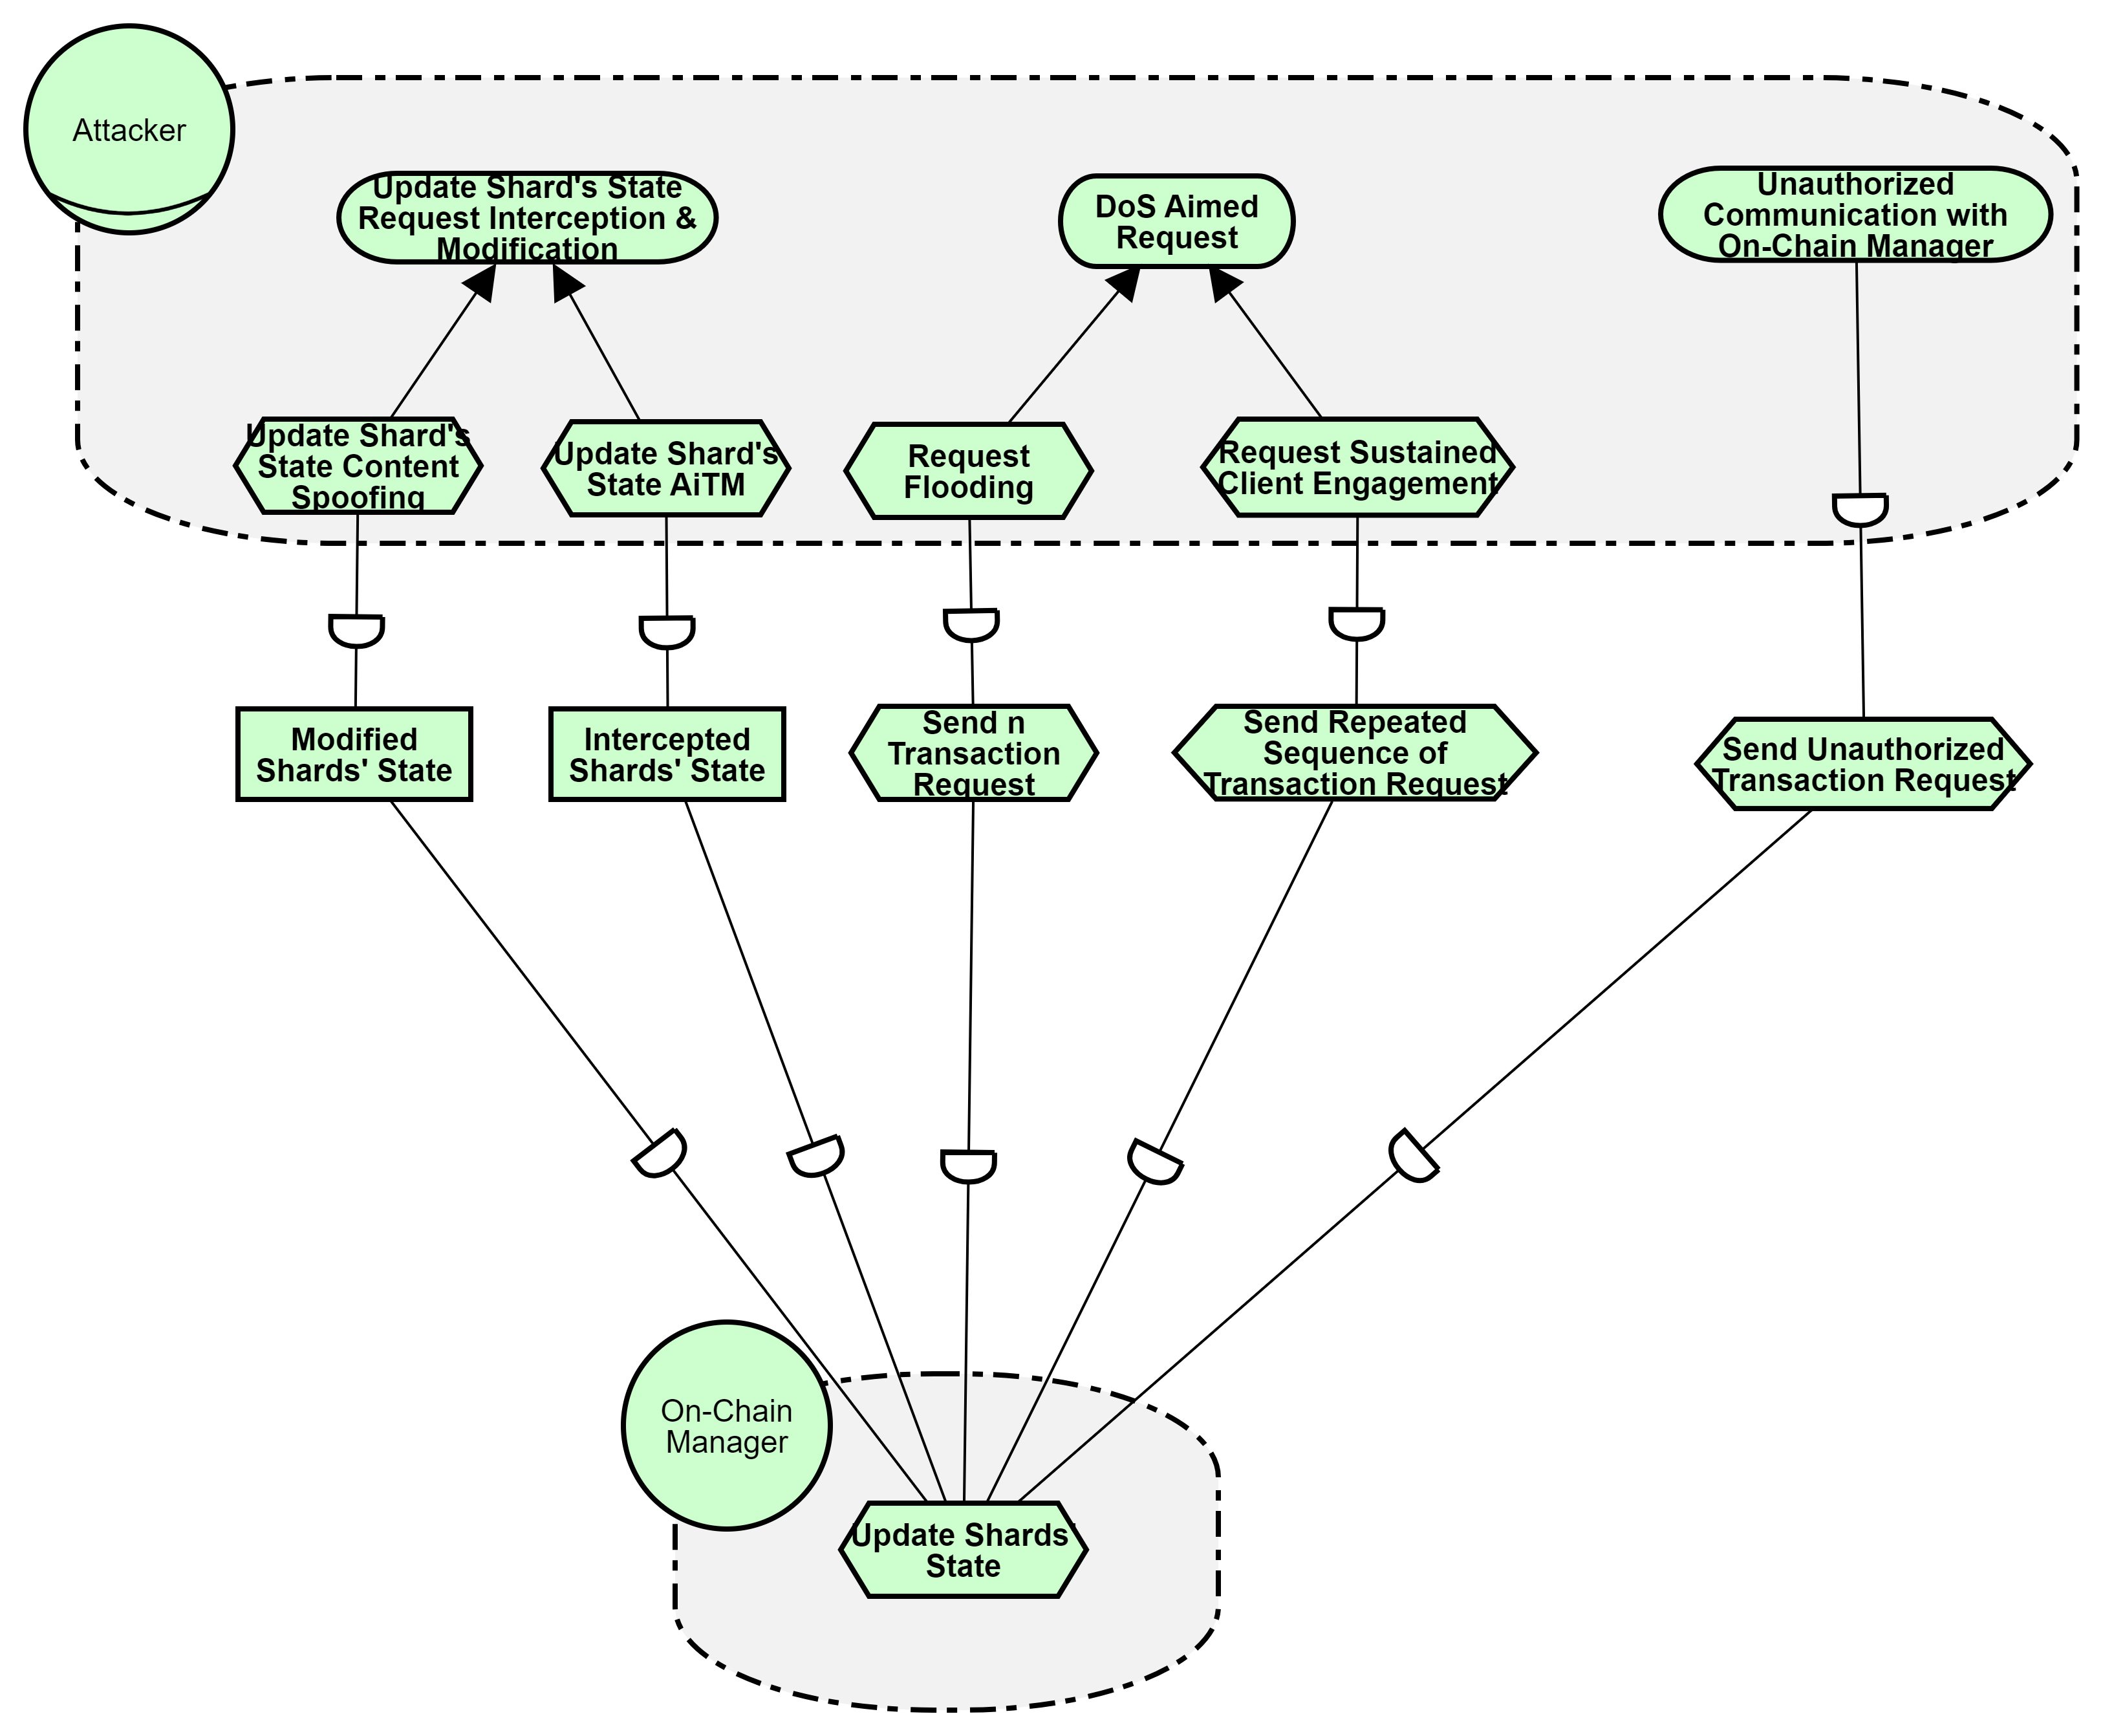 Attacker
Update Shard's State
Request Interception &
Modification
DoS Aimed
Request
Unauthorized
Communication with
On-Chain Manager
Update Shard's
State Content
Spoofing
Update Shard's
State AiTM
Request
Flooding
Request Sustained
Client Engagement
Modified
Shards' State
Intercepted
Shards' State
Send n
Transaction
Request
Send Repeated
Sequence of
Transaction Request
Send Unauthorized
Transaction Request
On-Chain
Manager
Update Shards'
State